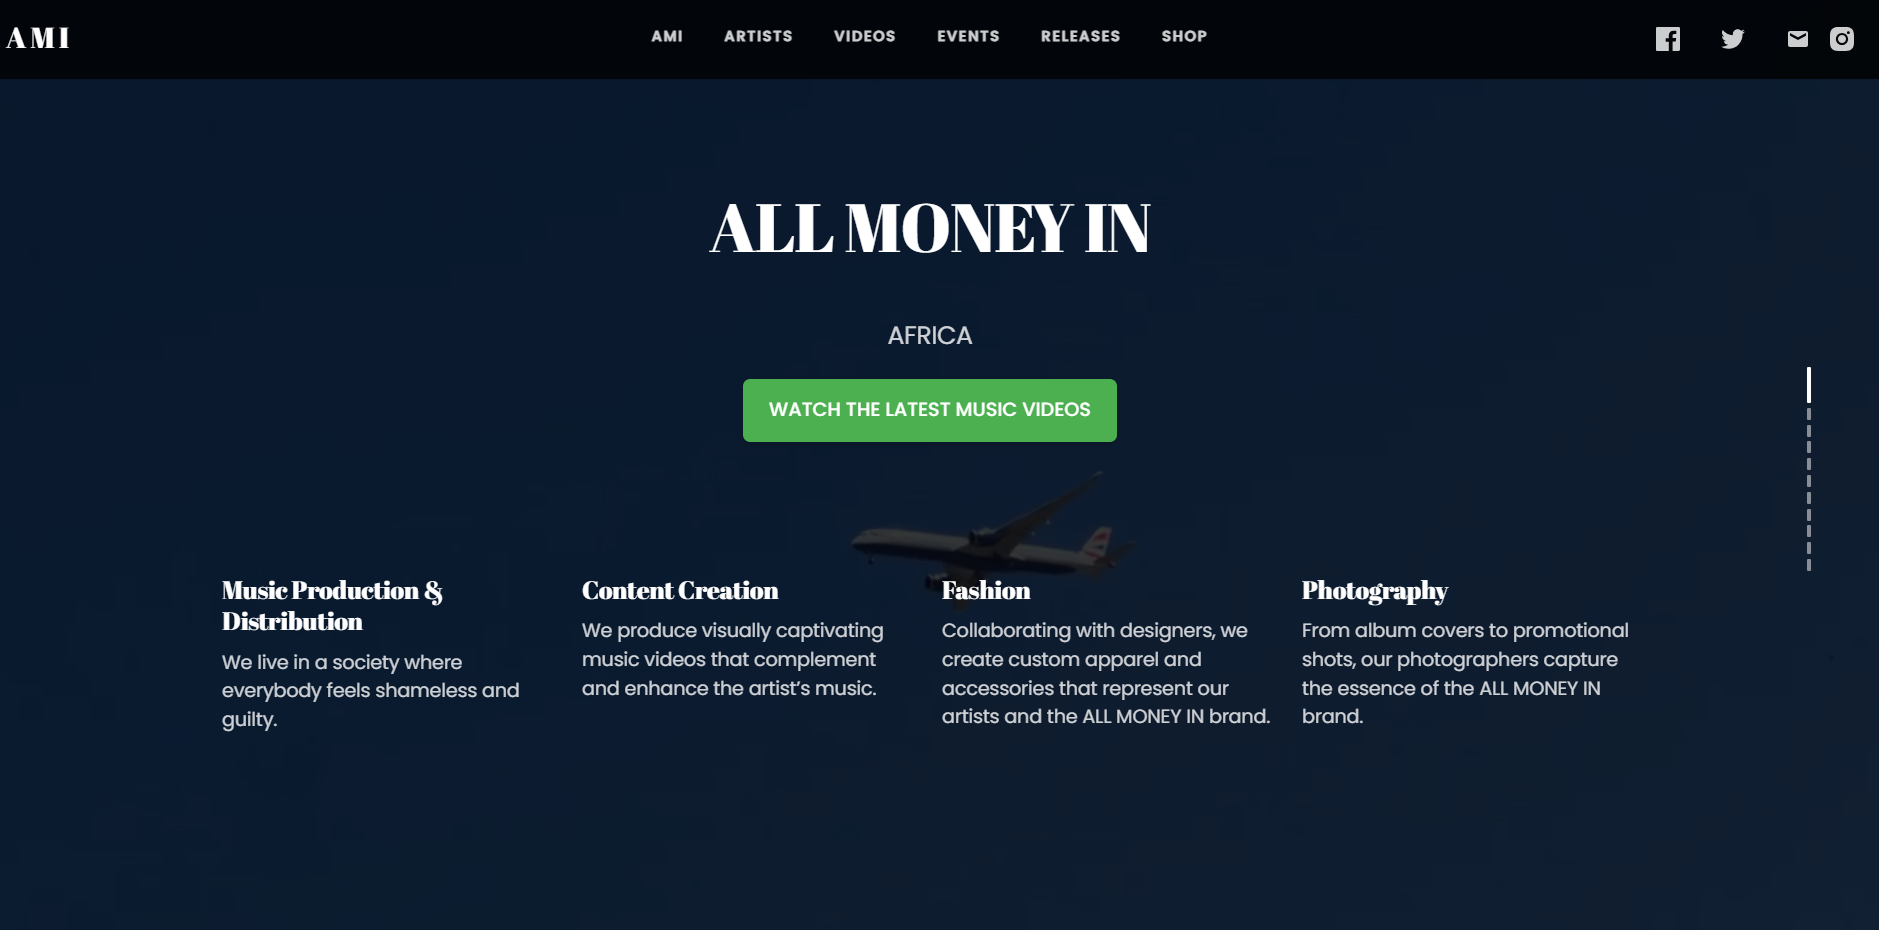 AMI
AMI ARTISTS VIDEOS EVENTS RELEASES SHOP
ALL MONEY IN
AFRICA
WATCH THE LATEST MUSIC VIDEOS
Music Production &
Distribution
We live in a society where
everybody feels shameless and
guilty.
Content Creation
We produce visually captivating
music videos that complement
and enhance the artist’s music.
Fashion
Collaborating with designers, we
create custom apparel and
accessories that represent our
artists and the ALL MONEY IN brand.
Photography
From album covers to promotional
shots, our photographers capture
the essence of the ALL MONEY IN
brand.